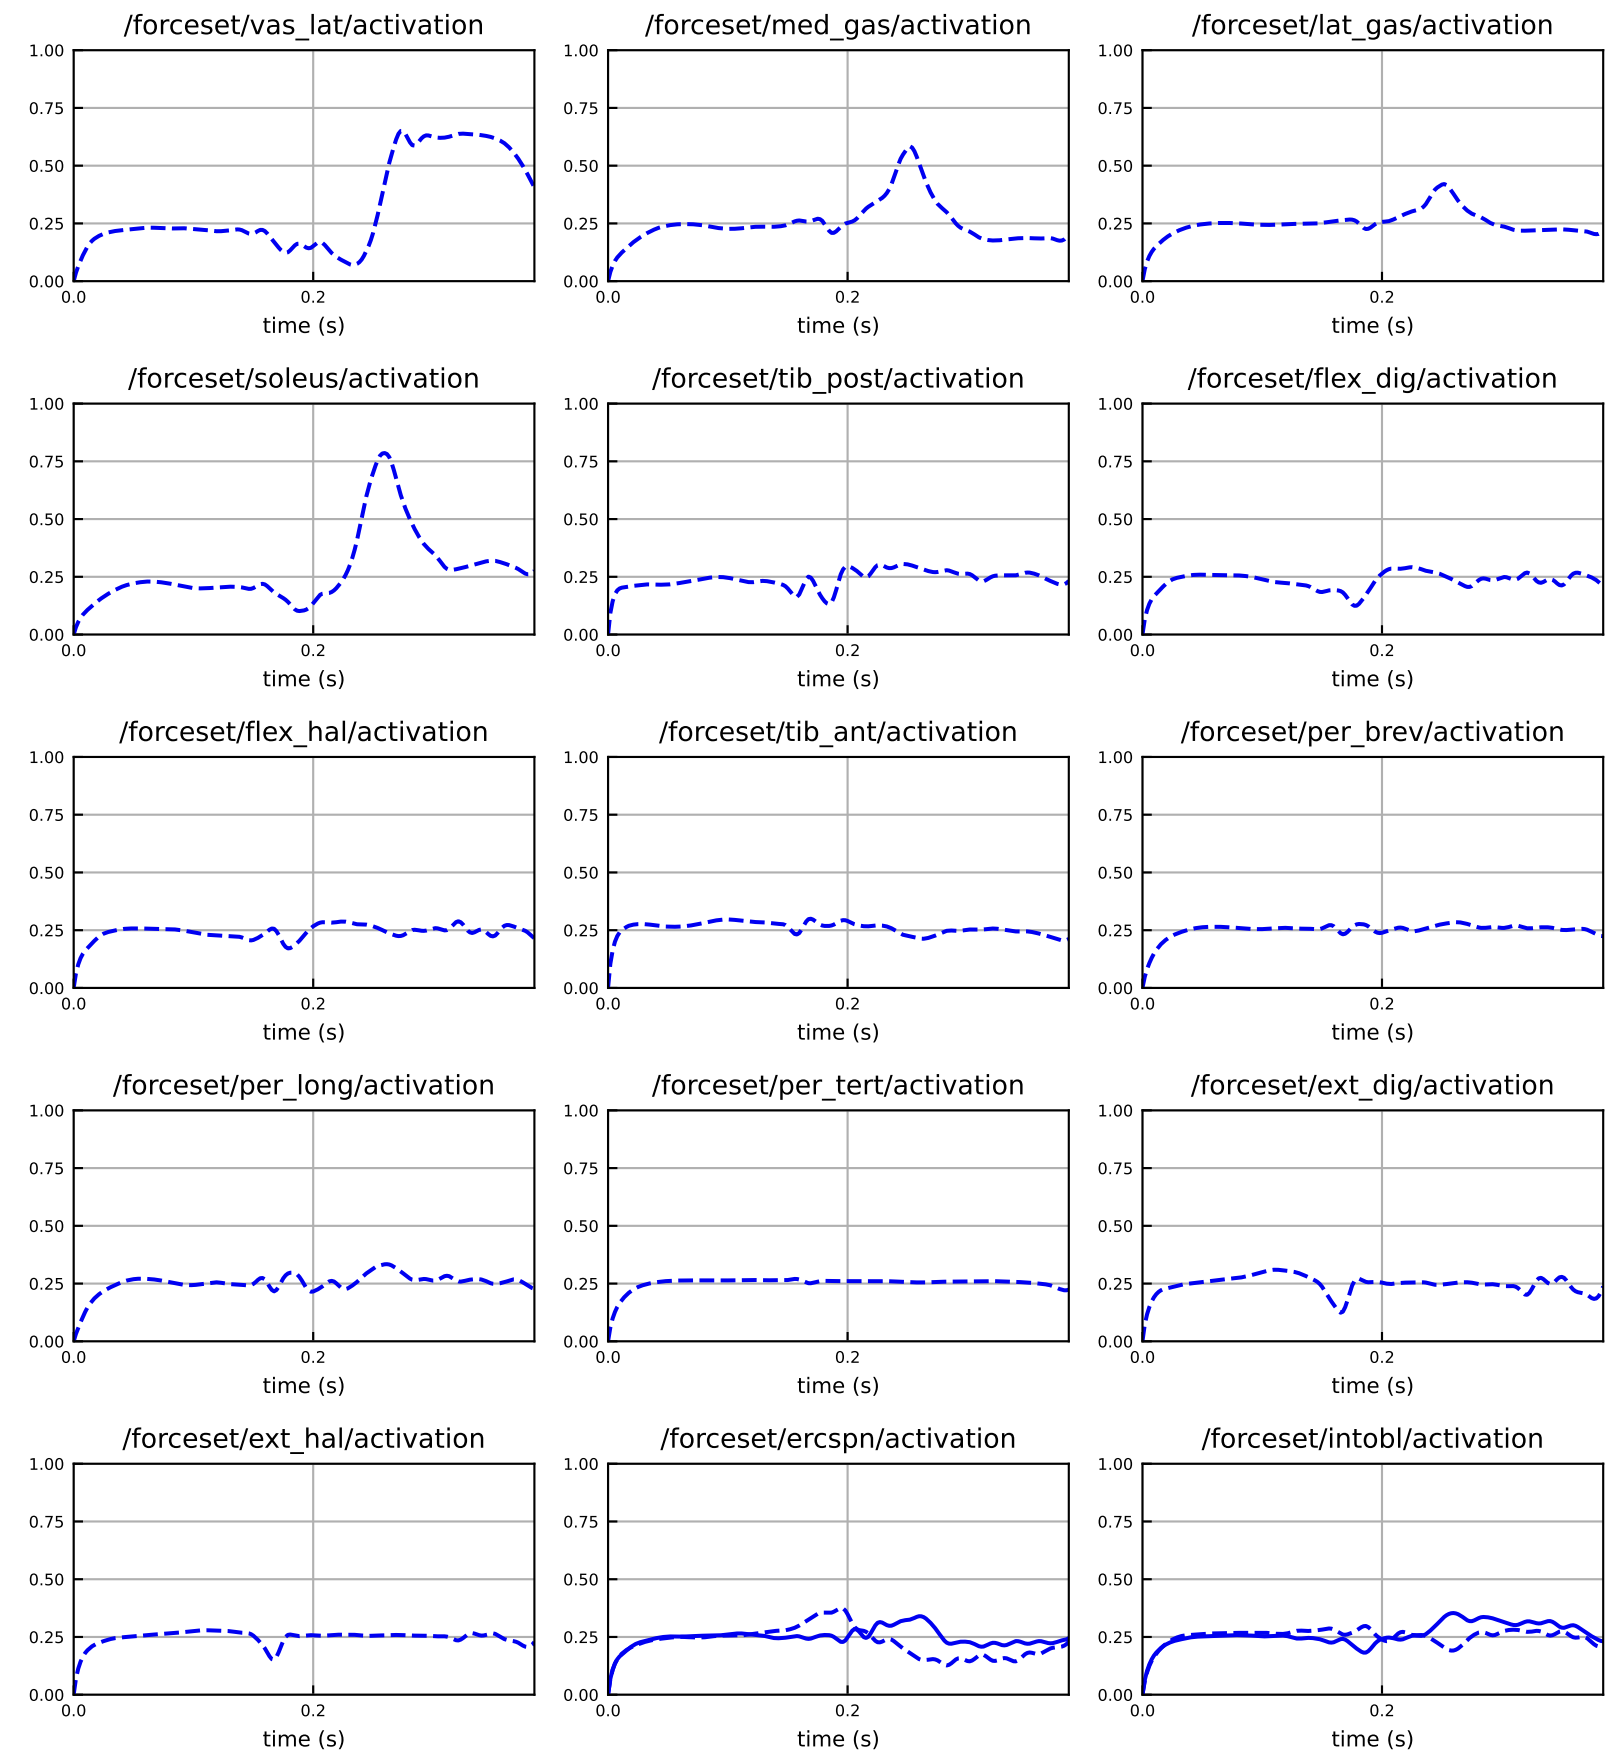 /forceset/vas_lat/activation /forceset/med_gas/activation /forceset/lat_gas/activation
1.00 1.00 1.00
0.75 0.75 0.75
0.50 0.50 0.50
0.25 0.25 0.25
0.00 0.00 0.00
0.0 0.2 0.0 0.2 0.0 0.2
time (s) time (s) time (s)
/forceset/soleus/activation /forceset/tib_post/activation /forceset/flex_dig/activation
1.00 1.00 1.00
0.75 0.75 0.75
0.50 0.50 0.50
0.25 0.25 0.25
0.00 0.00 0.00
0.0 0.2 0.0 0.2 0.0 0.2
time (s) time (s) time (s)
/forceset/flex_hal/activation /forceset/tib_ant/activation /forceset/per_brev/activation
1.00 1.00 1.00
0.75 0.75 0.75
0.50 0.50 0.50
0.25 0.25 0.25
0.00 0.00 0.00
0.0 0.2 0.0 0.2 0.0 0.2
time (s) time (s) time (s)
/forceset/per_long/activation /forceset/per_tert/activation /forceset/ext_dig/activation
1.00 1.00 1.00
0.75 0.75 0.75
0.50 0.50 0.50
0.25 0.25 0.25
0.00 0.00 0.00
0.0 0.2 0.0 0.2 0.0 0.2
time (s) time (s) time (s)
/forceset/ext_hal/activation /forceset/ercspn/activation /forceset/intobl/activation
1.00 1.00 1.00
0.75 0.75 0.75
0.50 0.50 0.50
0.25 0.25 0.25
0.00 0.00 0.00
0.0 0.2 0.0 0.2 0.0 0.2
time (s) time (s) time (s)